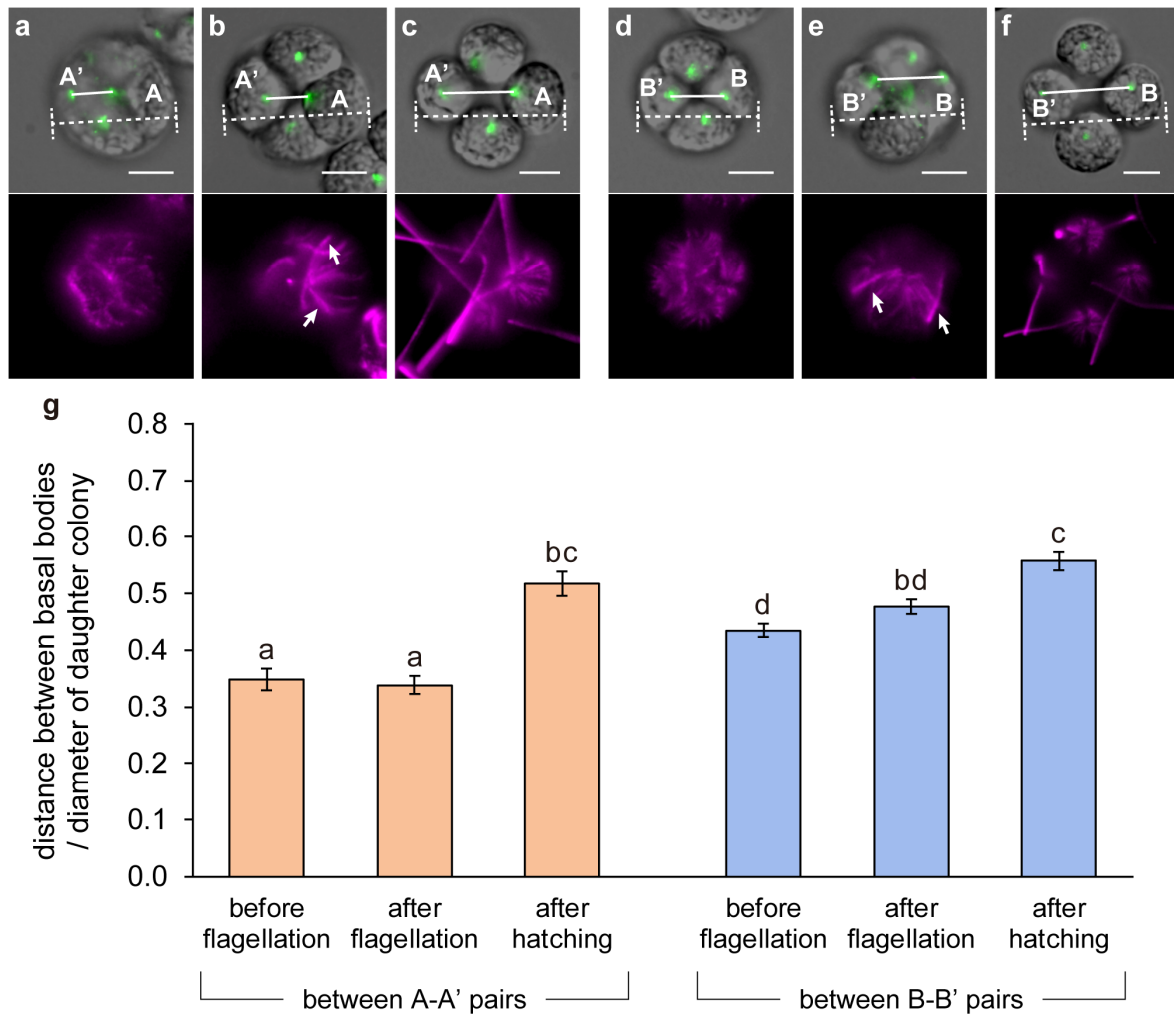 a
b
c
d
e
f
A’
A
A’
A
A’
A
B’
B
B’
B
B’
B
g
distance between basal bodies
/ diameter of daughter colony
0.8
0.7
0.6
0.5
0.4
0.3
0.2
0.1
0.0
a
a
bc
d
bd
c
before
flagellation
after
flagellation
after
hatching
before
flagellation
after
flagellation
after
hatching
between A-A’ pairs
between B-B’ pairs